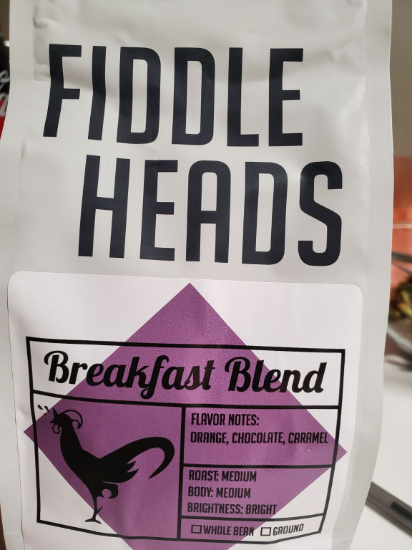 FIDDLE
HEADS
Breakfast Blend
FLAVOR NOTES:
ORANGE, CHOCOLATE, CARAMEL
ROAST: MEDIUM
BODY: MEDIUM
BRIGHTNESS: BRIGHT
WHOLE BEAN GROUND